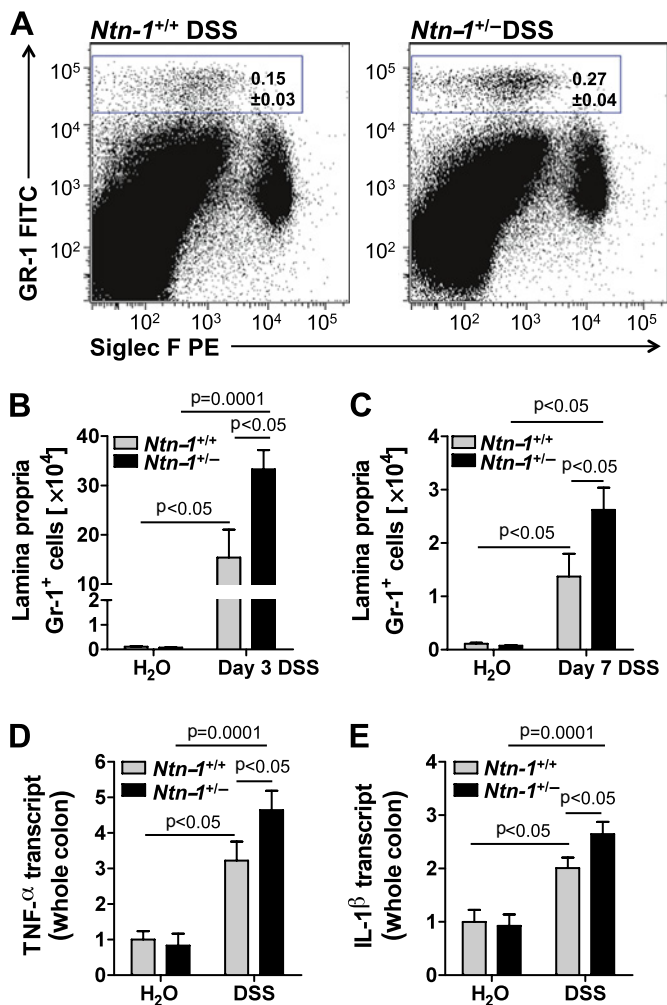 A
Ntn-1+/+ DSS
Ntn-1+/− DSS
GR-1 FITC
10⁵
10⁴
10³
10²
0.15
±0.03
10² 10³ 10⁴ 10⁵
10⁵
10⁴
10³
10²
0.27
±0.04
10² 10³ 10⁴ 10⁵
Siglec F PE
B
p=0.0001
p<0.05
p<0.05
Ntn-1+/+
Ntn-1+/−
Lamina propria
Gr-1⁺ cells [×10⁴]
40
30
20
10
2
1
0
H₂O
Day 3 DSS
C
p<0.05
p<0.05
p<0.05
Ntn-1+/+
Ntn-1+/−
Lamina propria
Gr-1⁺ cells [×10⁴]
4
3
2
1
0
H₂O
Day 7 DSS
D
p=0.0001
p<0.05
p<0.05
Ntn-1+/+
Ntn-1+/−
TNF-α transcript
(whole colon)
6
5
4
3
2
1
0
H₂O
DSS
E
p=0.0001
p<0.05
p<0.05
Ntn-1+/+
Ntn-1+/−
IL-1β transcript
(whole colon)
4
3
2
1
0
H₂O
DSS